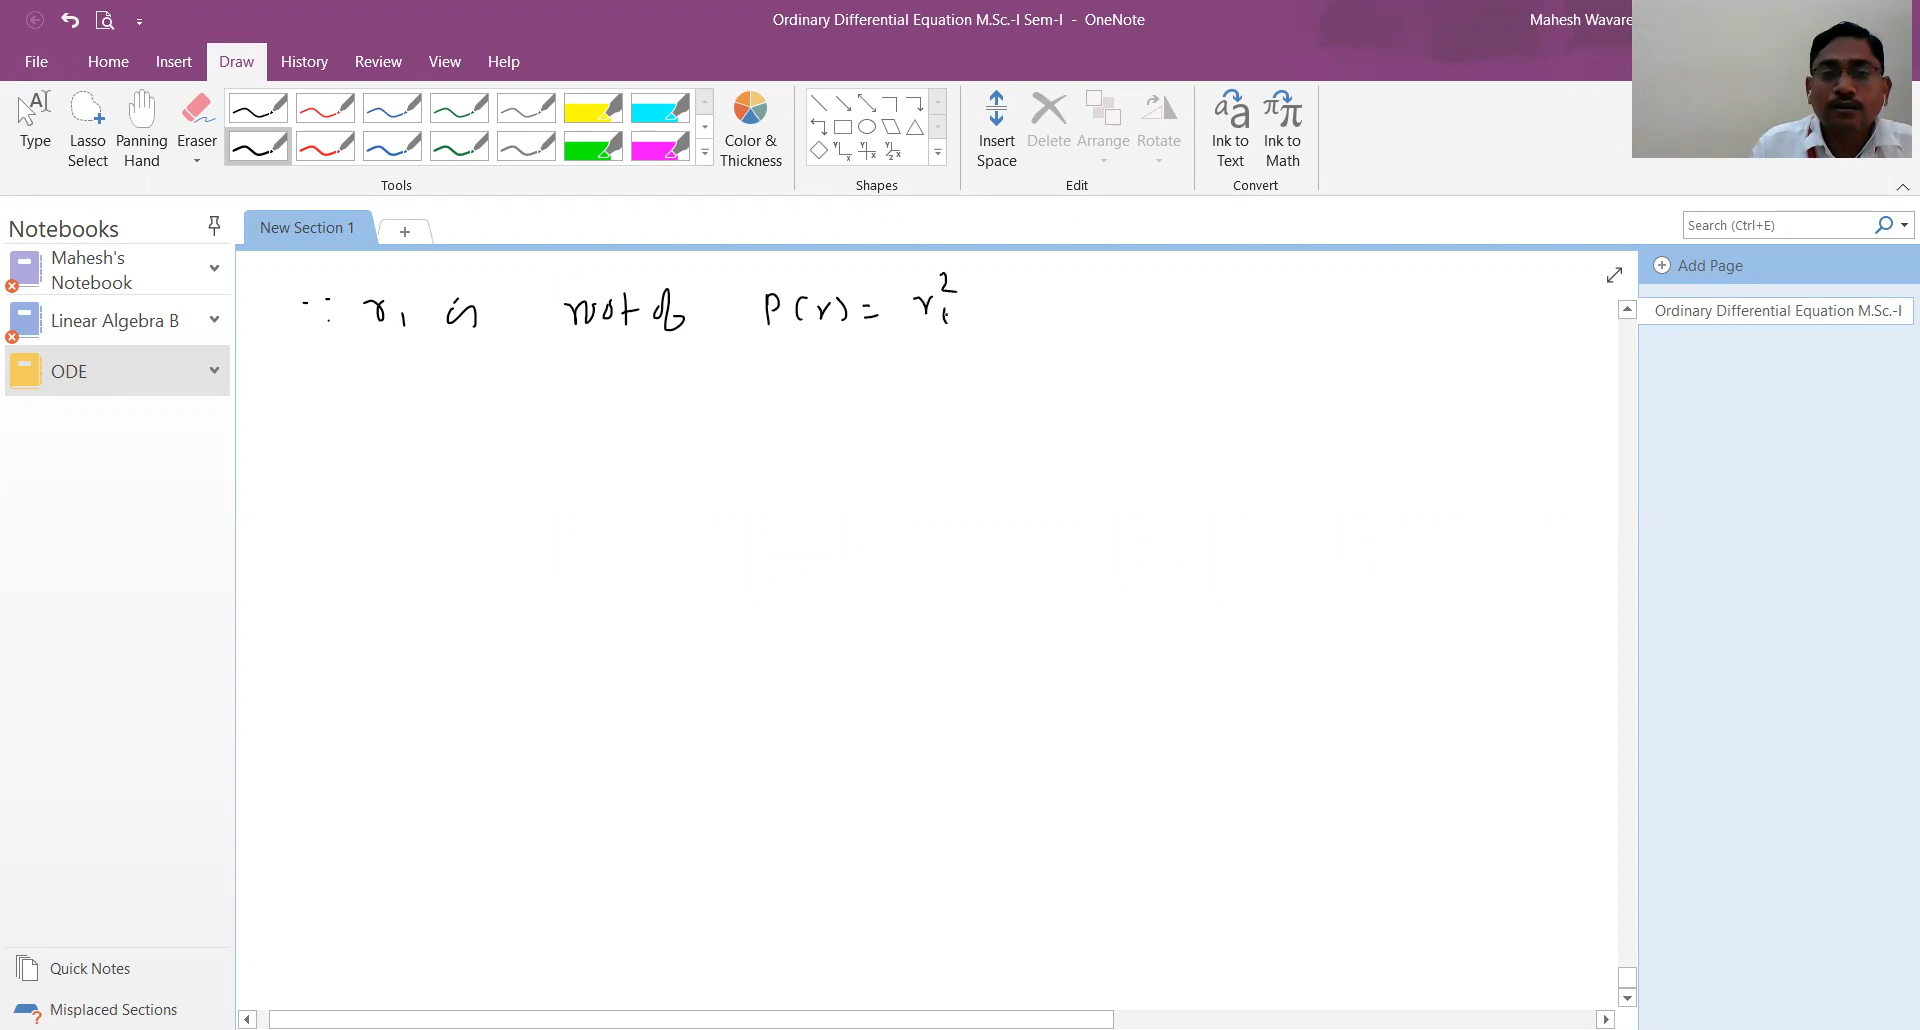 Ordinary Differential Equation M.Sc.-I Sem-I - OneNote
Mahesh Wavare
File Home Insert Draw History Review View Help
Type
Lasso Select
Panning Hand
Eraser
Color & Thickness
Insert Space
Delete
Arrange
Rotate
Ink to Text
Ink to Math
Tools
Shapes
Edit
Convert
Notebooks
New Section 1
Search (Ctrl+E)
Mahesh's Notebook
Linear Algebra B
ODE
Add Page
Ordinary Differential Equation M.Sc.-I
∵ r₁ is root of P(r) = r₁²
Quick Notes
Misplaced Sections